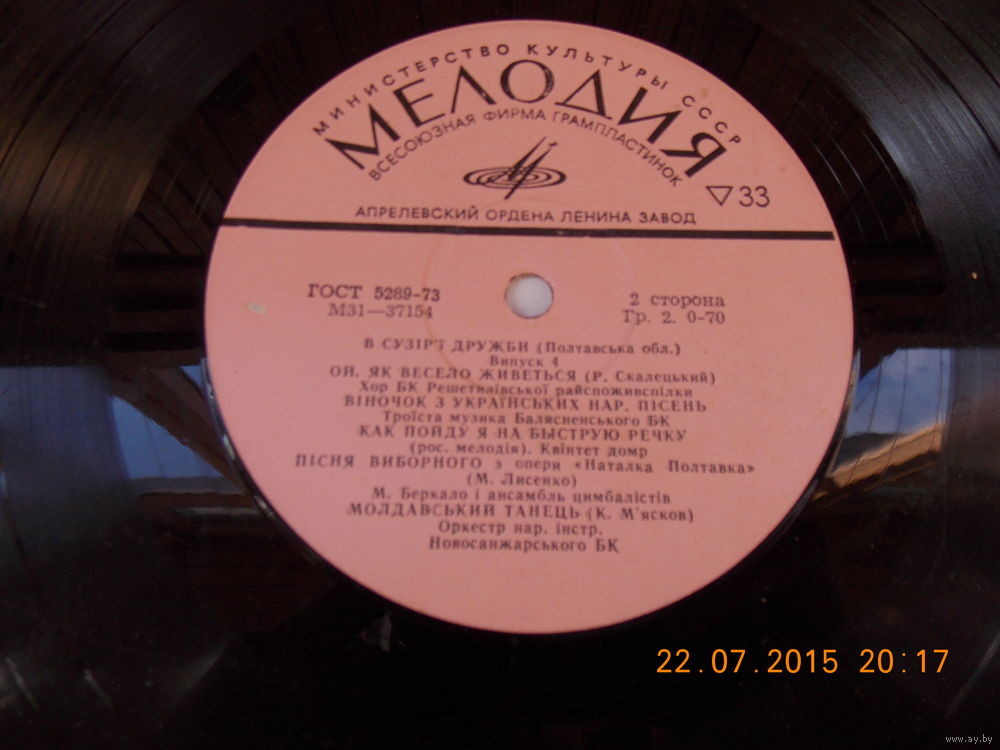 МИНИСТЕРСТВО КУЛЬТУРЫ СССР
МЕЛОДИЯ
ВСЕСОЮЗНАЯ ФИРМА ГРАМПЛАСТИНОК
33
АПРЕЛЕВСКИЙ ОРДЕНА ЛЕНИНА ЗАВОД
ГОСТ 5289-73
М31—37154
2 сторона
Гр. 2. 0-70
В СУЗІР'Ї ДРУЖБИ (Полтавська обл.)
Випуск 4
ОЙ, ЯК ВЕСЕЛО ЖИВЕТЬСЯ (Р. Скалецький)
Хор БК Решетилівської райспоживспілки
ВІНОЧОК З УКРАЇНСЬКИХ НАР. ПІСЕНЬ
Троїста музика Балясненського БК
КАК ПОЙДУ Я НА БЫСТРУЮ РЕЧКУ
(рос. мелодія). Квінтет домр
ПІСНЯ ВИБОРНОГО з опери «Наталка Полтавка»
(М. Лисенко)
М. Беркало і ансамбль цимбалістів
МОЛДАВСЬКИЙ ТАНЕЦЬ (К. М'ясков)
Оркестр нар. інстр.
Новосанжарського БК
22.07.2015 20:17
www.ay.by